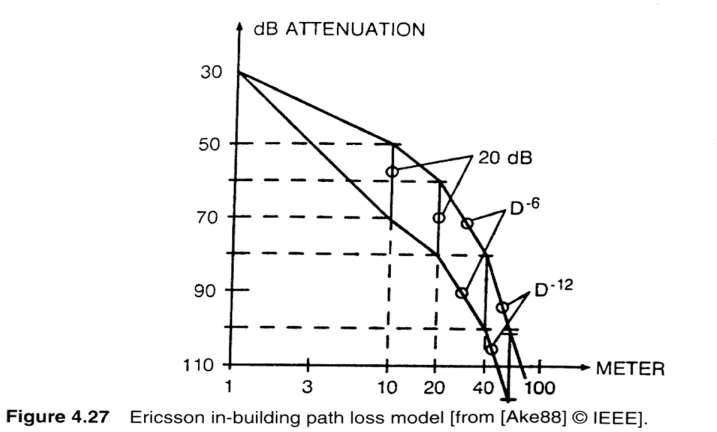 dB ATTENUATION
30
50
20 dB
70
D-6
90
D-12
110
METER
1 3 10 20 40 100
Figure 4.27 Ericsson in-building path loss model [from [Ake88] © IEEE].